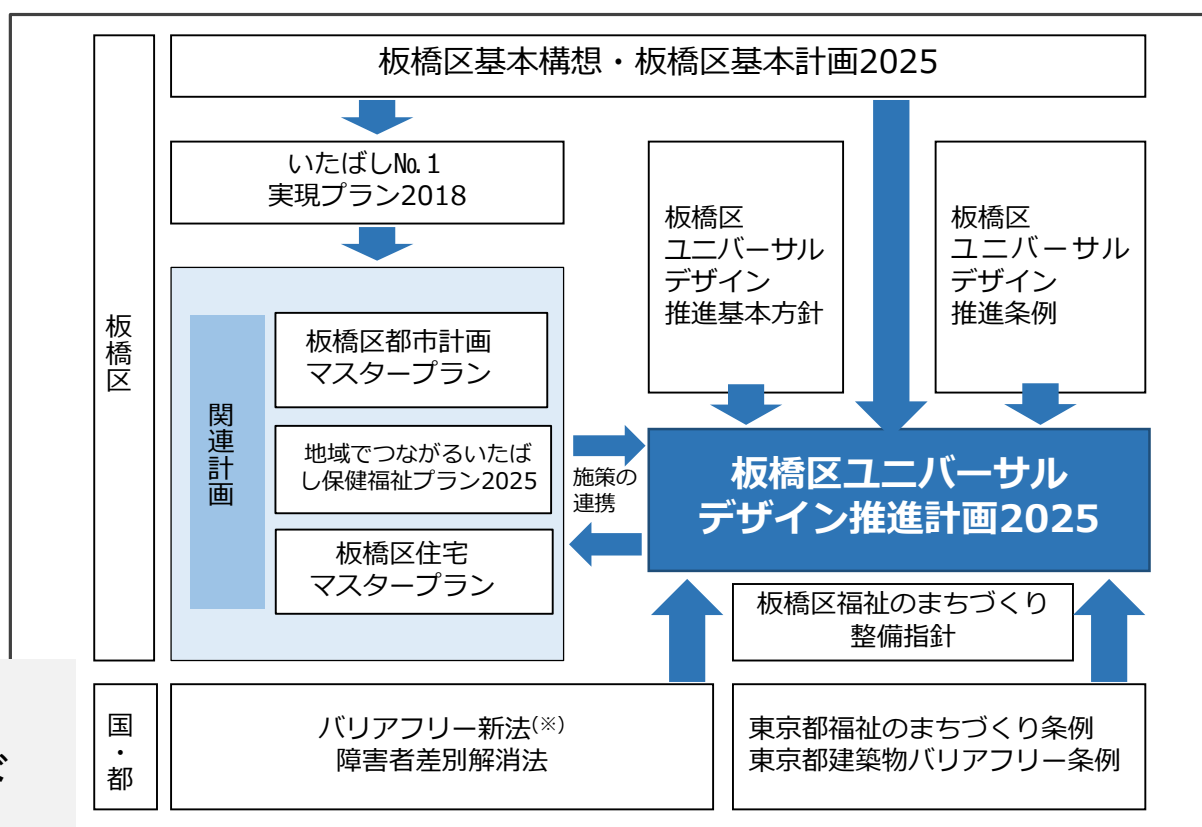 板橋区基本構想・板橋区基本計画2025
板橋区
いたばし№1
実現プラン2018
板橋区
ユニバーサル
デザイン
推進基本方針
板橋区
ユニバーサル
デザイン
推進条例
関連計画
板橋区都市計画
マスタープラン
地域でつながるいたば
し保健福祉プラン2025
板橋区住宅
マスタープラン
施策の
連携
板橋区ユニバーサル
デザイン推進計画2025
板橋区福祉のまちづくり
整備指針
国・都
バリアフリー新法(※)
障害者差別解消法
東京都福祉のまちづくり条例
東京都建築物バリアフリー条例